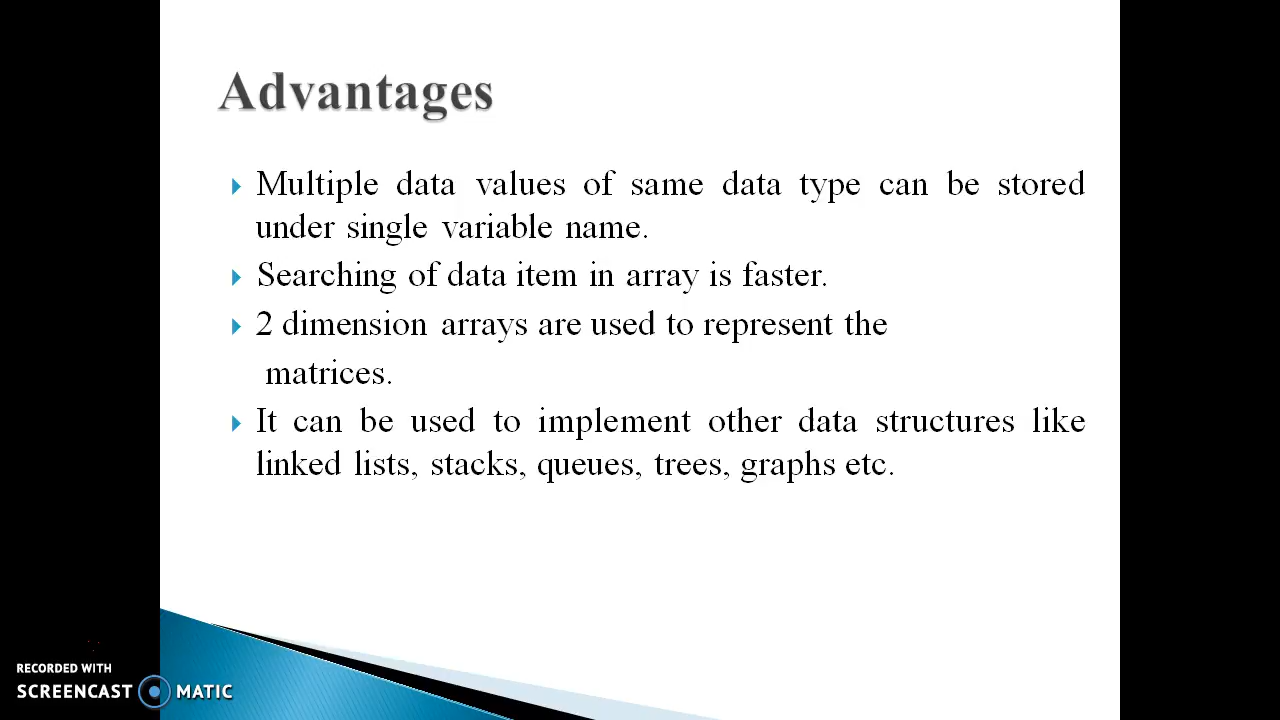 Advantages
Multiple data values of same data type can be stored
under single variable name.
Searching of data item in array is faster.
2 dimension arrays are used to represent the
matrices.
It can be used to implement other data structures like
linked lists, stacks, queues, trees, graphs etc.
RECORDED WITH
SCREENCAST MATIC